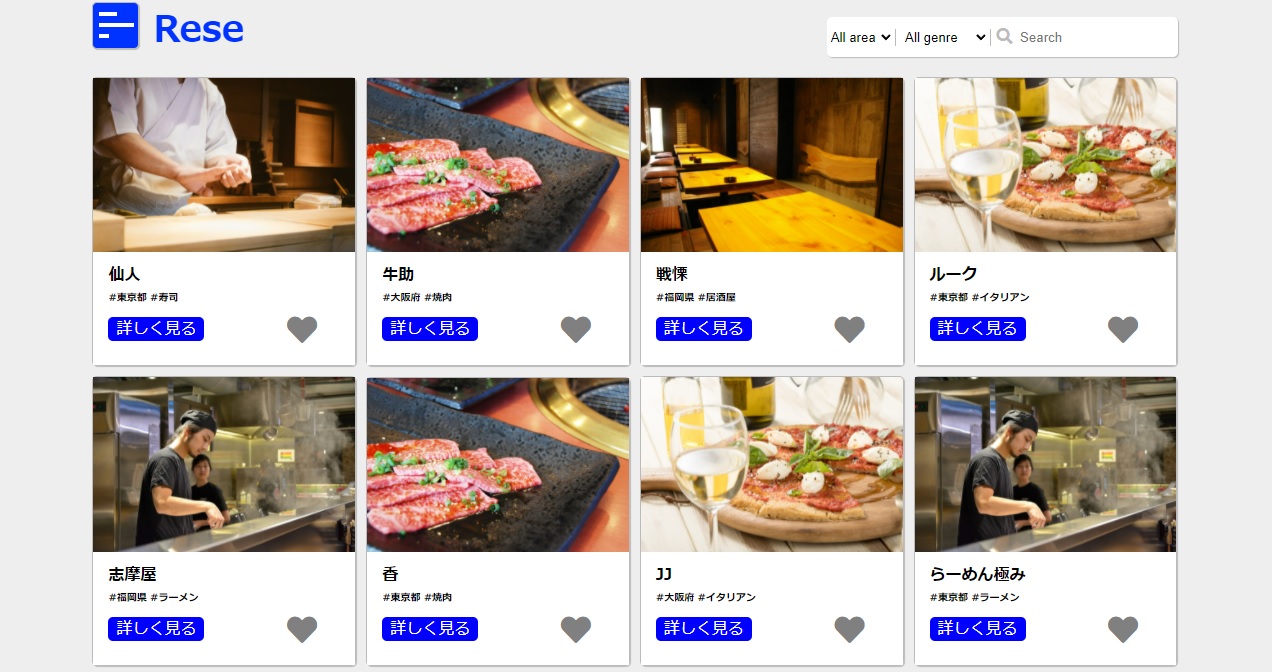 Rese
All area
All genre
Search
仙人
#東京都 #寿司
詳しく見る
牛助
#大阪府 #焼肉
詳しく見る
戦慄
#福岡県 #居酒屋
詳しく見る
ルーク
#東京都 #イタリアン
詳しく見る
志摩屋
#福岡県 #ラーメン
詳しく見る
香
#東京都 #焼肉
詳しく見る
JJ
#大阪府 #イタリアン
詳しく見る
らーめん極み
#東京都 #ラーメン
詳しく見る